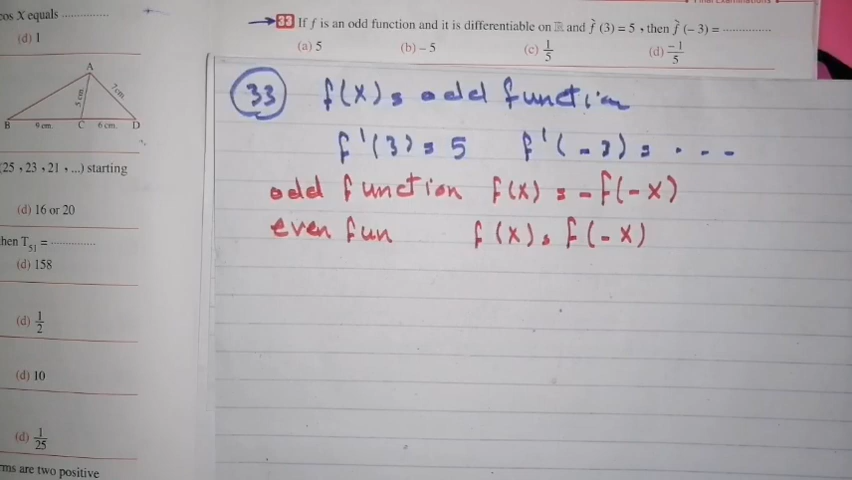 cos X equals ..............
(d) 1
A
5 cm.
7 cm.
B 9 cm. C 6 cm. D
(25 , 23 , 21 , ...) starting
(d) 16 or 20
hen T51 = ..............
(d) 158
(d) 1/2
(d) 10
(d) 1/25
ms are two positive
33 If f is an odd function and it is differentiable on ℝ and f̀ (3) = 5 , then f̀ (– 3) = ..............
(a) 5 (b) – 5 (c) 1/5 (d) –1/5
33 f(x) = odd function
f'(3) = 5 f'(-3) = . - - -
odd function f(x) = - f(-x)
even fun f(x) = f(-x)